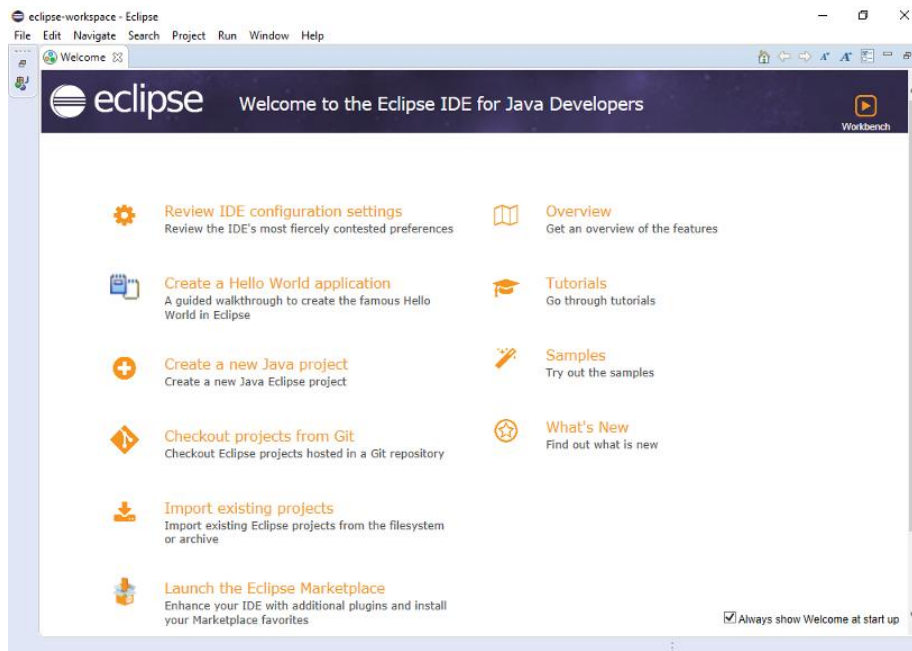 eclipse-workspace - Eclipse
File Edit Navigate Search Project Run Window Help
Welcome
eclipse Welcome to the Eclipse IDE for Java Developers
Workbench
Review IDE configuration settings
Review the IDE's most fiercely contested preferences
Create a Hello World application
A guided walkthrough to create the famous Hello
World in Eclipse
Create a new Java project
Create a new Java Eclipse project
Checkout projects from Git
Checkout Eclipse projects hosted in a Git repository
Import existing projects
Import existing Eclipse projects from the filesystem
or archive
Launch the Eclipse Marketplace
Enhance your IDE with additional plugins and install
your Marketplace favorites
Overview
Get an overview of the features
Tutorials
Go through tutorials
Samples
Try out the samples
What's New
Find out what is new
Always show Welcome at start up